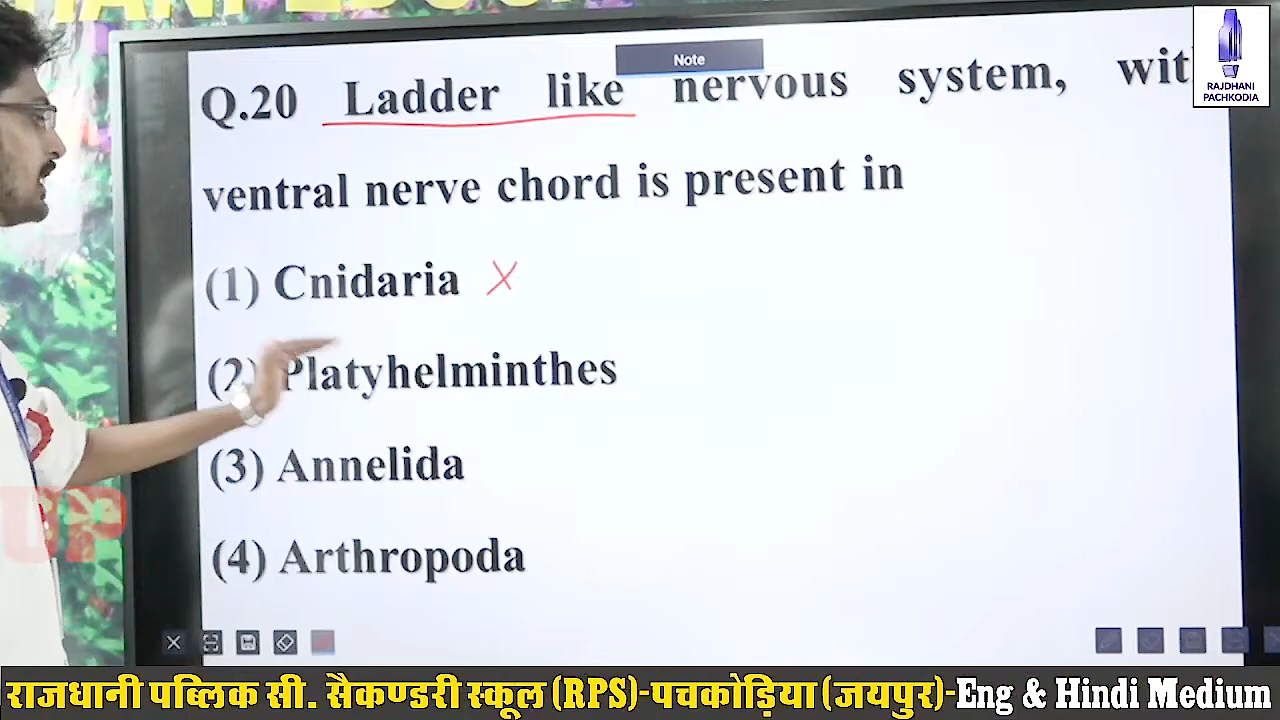 Note
RAJDHANI
PACHKODIA
Q.20 Ladder like nervous system,
ventral nerve chord is present in
(1) Cnidaria
(2) Platyhelminthes
(3) Annelida
(4) Arthropoda
UP
राजधानी पब्लिक सी. सैकण्डरी स्कूल (RPS)-पचकोड़िया (जयपुर)-Eng & Hindi Medium